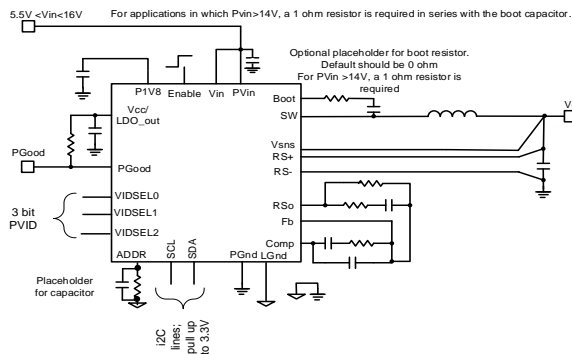 5.5V <Vin<16V
For applications in which Pvin>14V, a 1 ohm resistor is required in series with the boot capacitor.
Optional placeholder for boot resistor.
Default should be 0 ohm
For PVin >14V, a 1 ohm resistor is
required
P1V8
Enable
Vin
PVin
Vcc/
LDO_out
Boot
SW
V
PGood
PGood
Vsns
RS+
RS-
3 bit
PVID
VIDSEL0
VIDSEL1
VIDSEL2
RSo
Fb
Comp
ADDR
SCL
SDA
PGnd
LGnd
Placeholder
for capacitor
i2C
lines;
pull up
to 3.3V